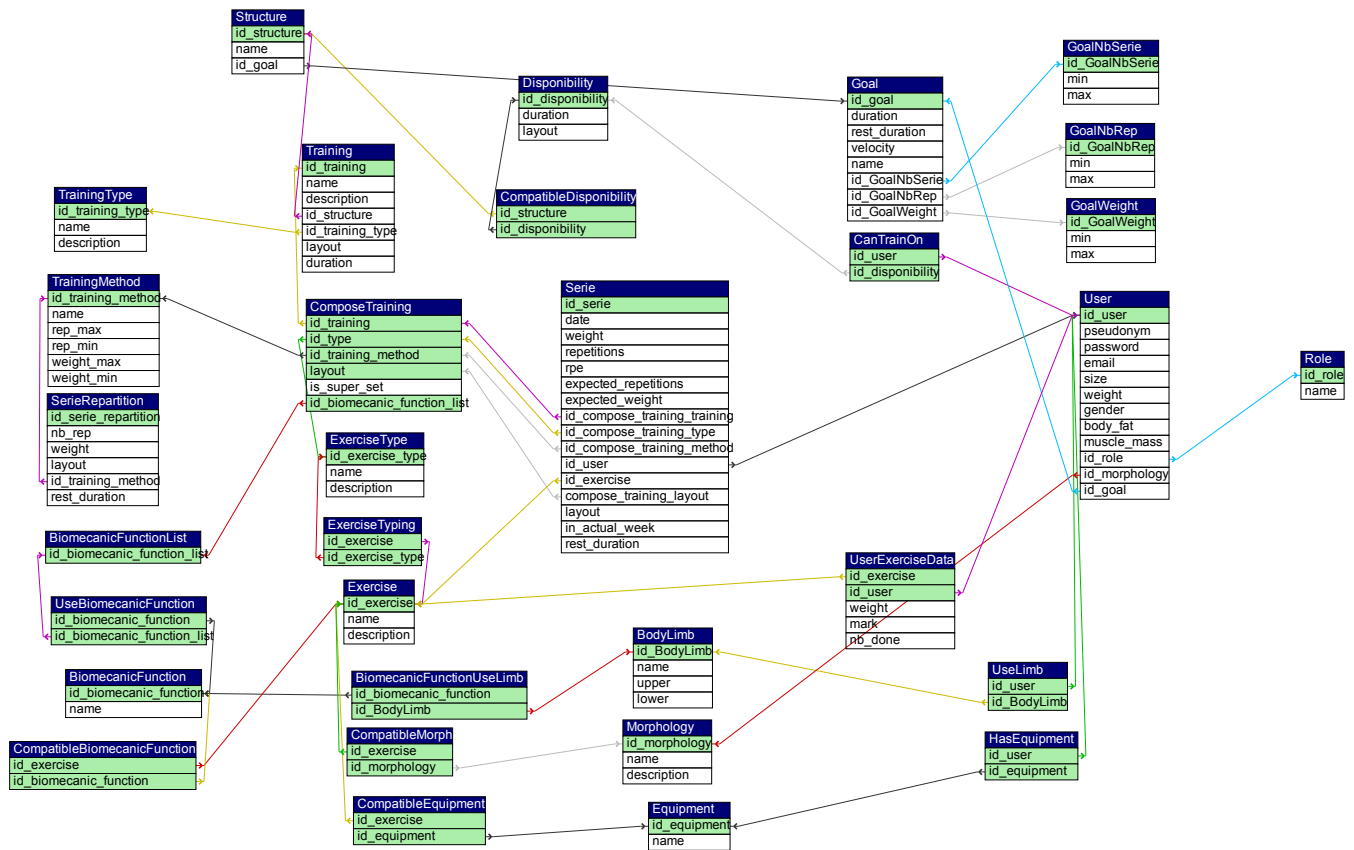 Structure
id_structure
name
id_goal
Disponibility
id_disponibility
duration
layout
Goal
id_goal
duration
rest_duration
velocity
name
id_GoalNbSerie
id_GoalNbRep
id_GoalWeight
GoalNbSerie
id_GoalNbSerie
min
max
GoalNbRep
id_GoalNbRep
min
max
GoalWeight
id_GoalWeight
min
max
Training
id_training
name
description
id_structure
id_training_type
layout
duration
TrainingType
id_training_type
name
description
CompatibleDisponibility
id_structure
id_disponibility
CanTrainOn
id_user
id_disponibility
TrainingMethod
id_training_method
name
rep_max
rep_min
weight_max
weight_min
ComposeTraining
id_training
id_type
id_training_method
layout
is_super_set
id_biomecanic_function_list
Serie
id_serie
date
weight
repetitions
rpe
expected_repetitions
expected_weight
id_compose_training_training
id_compose_training_type
id_compose_training_method
id_user
id_exercise
compose_training_layout
layout
in_actual_week
rest_duration
User
id_user
pseudonym
password
email
size
weight
gender
body_fat
muscle_mass
id_role
id_morphology
id_goal
Role
id_role
name
SerieRepartition
id_serie_repartition
nb_rep
weight
layout
id_training_method
rest_duration
ExerciseType
id_exercise_type
name
description
ExerciseTyping
id_exercise
id_exercise_type
BiomecanicFunctionList
id_biomecanic_function_list
UseBiomecanicFunction
id_biomecanic_function
id_biomecanic_function_list
Exercise
id_exercise
name
description
UserExerciseData
id_exercise
id_user
weight
mark
nb_done
BodyLimb
id_BodyLimb
name
upper
lower
BiomecanicFunction
id_biomecanic_function
name
BiomecanicFunctionUseLimb
id_biomecanic_function
id_BodyLimb
UseLimb
id_user
id_BodyLimb
CompatibleBiomecanicFunction
id_exercise
id_biomecanic_function
CompatibleMorph
id_exercise
id_morphology
Morphology
id_morphology
name
description
HasEquipment
id_user
id_equipment
CompatibleEquipment
id_exercise
id_equipment
Equipment
id_equipment
name